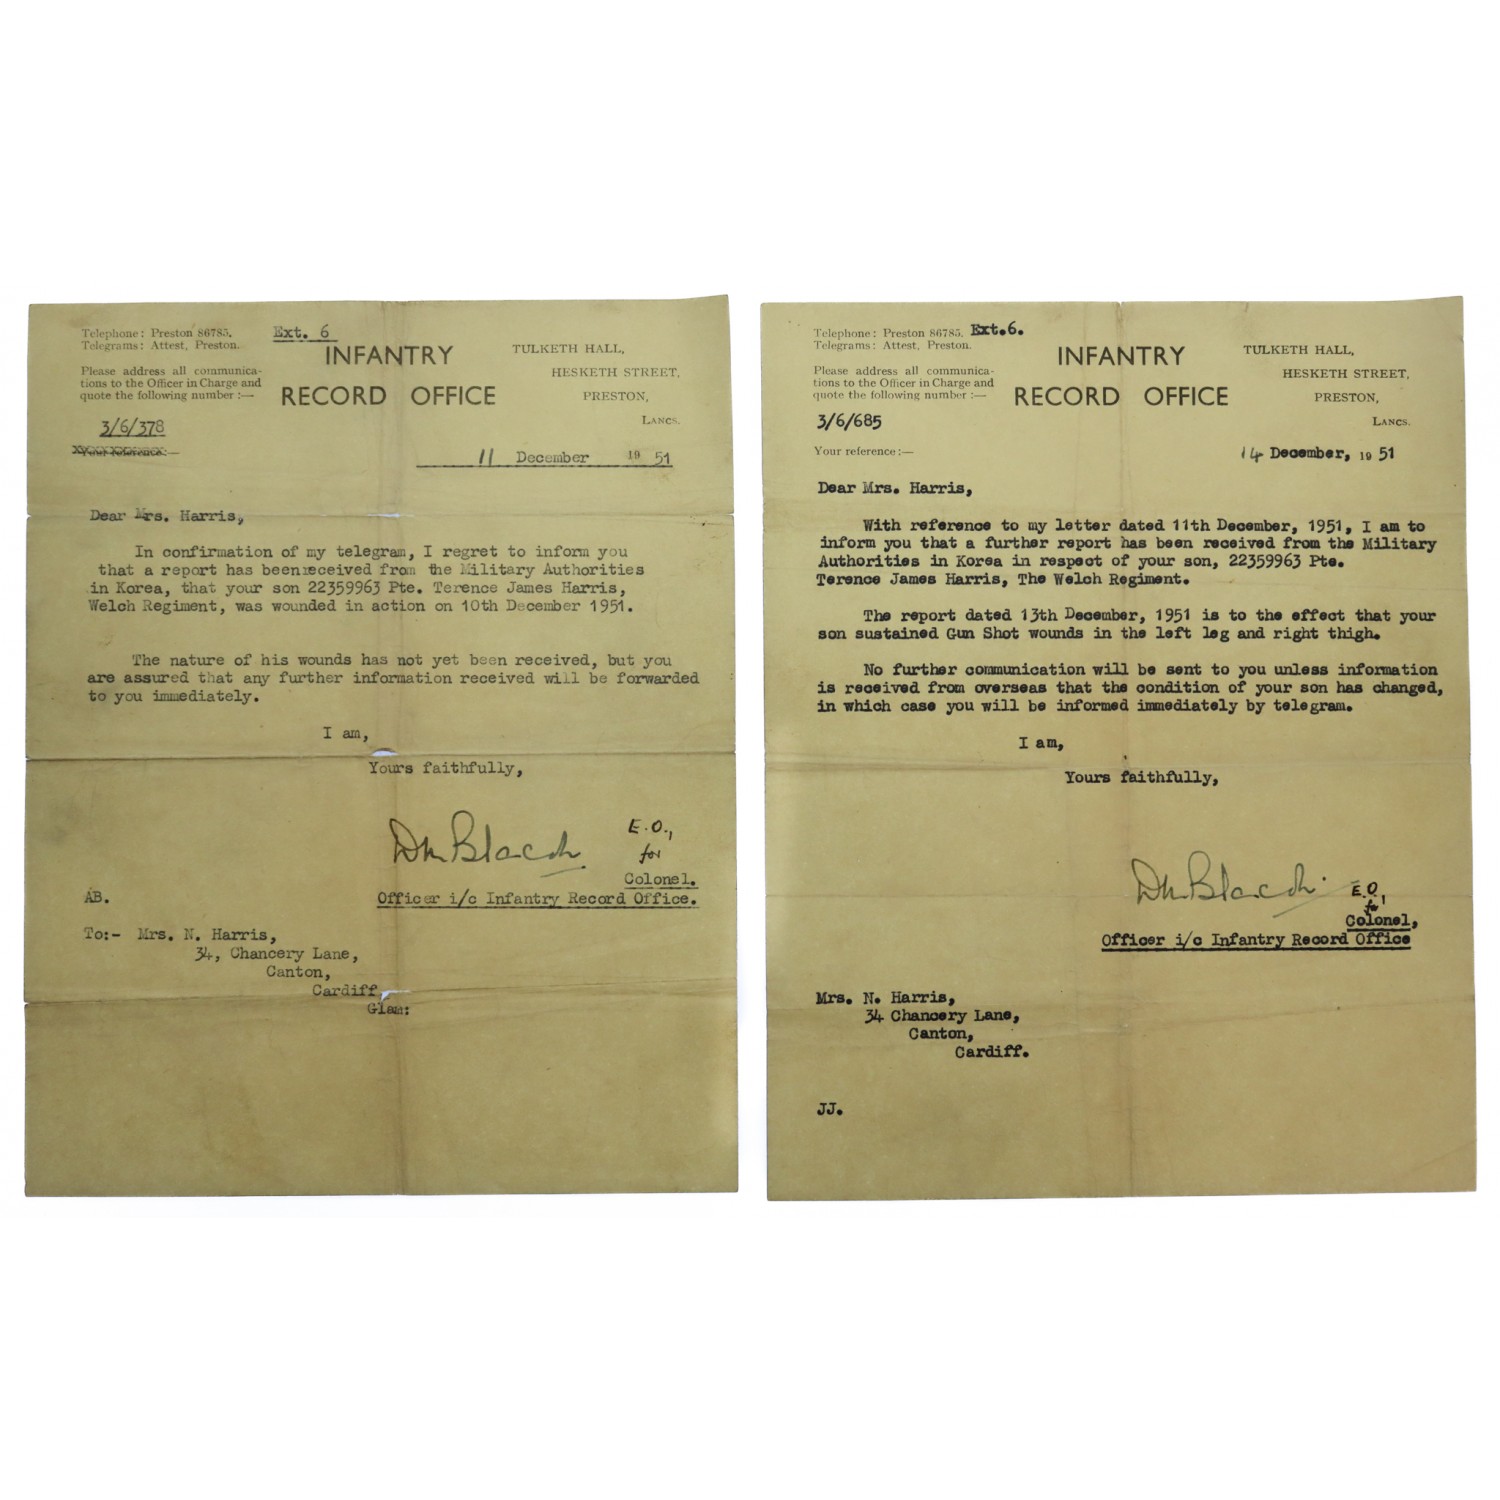 Telephone: Preston 86785. Ext. 6
Telegrams: Attest, Preston.
Please address all communica-
tions to the Officer in Charge and
quote the following number :—
3/6/378
Your reference:—
INFANTRY
RECORD OFFICE
TULKETH HALL,
HESKETH STREET,
PRESTON,
LANCS.
11 December 19 51
Dear Mrs. Harris,
In confirmation of my telegram, I regret to inform you
that a report has beenreceived from the Military Authorities
in Korea, that your son 22359963 Pte. Terence James Harris,
Welch Regiment, was wounded in action on 10th December 1951.
The nature of his wounds has not yet been received, but you
are assured that any further information received will be forwarded
to you immediately.
I am,
Yours faithfully,
E.O.,
for
Colonel.
AB. Officer i/c Infantry Record Office.
To:- Mrs. N. Harris,
34, Chancery Lane,
Canton,
Cardiff,
Glam:
Telephone: Preston 86785. Ext.6.
Telegrams: Attest, Preston.
Please address all communica-
tions to the Officer in Charge and
quote the following number :—
3/6/685
Your reference :—
INFANTRY
RECORD OFFICE
TULKETH HALL,
HESKETH STREET,
PRESTON,
LANCS.
14 December, 19 51
Dear Mrs. Harris,
With reference to my letter dated 11th December, 1951, I am to
inform you that a further report has been received from the Military
Authorities in Korea in respect of your son, 22359963 Pte.
Terence James Harris, The Welch Regiment.
The report dated 13th December, 1951 is to the effect that your
son sustained Gun Shot wounds in the left leg and right thigh.
No further communication will be sent to you unless information
is received from overseas that the condition of your son has changed,
in which case you will be informed immediately by telegram.
I am,
Yours faithfully,
E.O,
for
Colonel,
Officer i/c Infantry Record Office
Mrs. N. Harris,
34 Chancery Lane,
Canton,
Cardiff.
JJ.